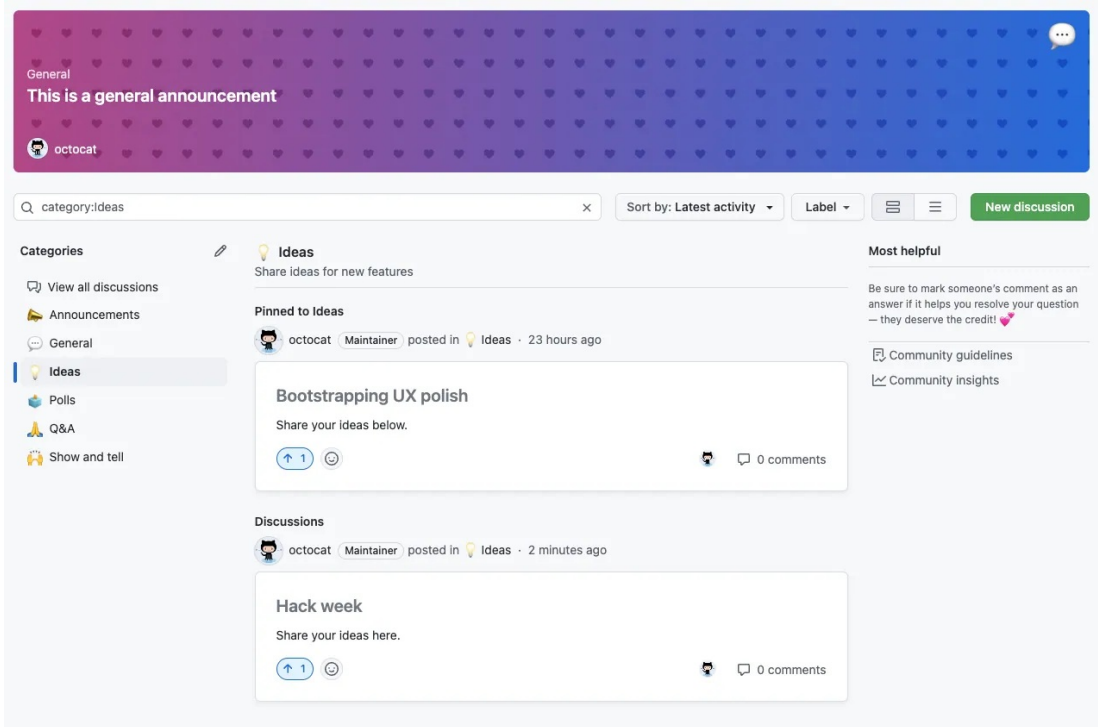 General
This is a general announcement
octocat
category:Ideas
Sort by: Latest activity
Label
New discussion
Categories
View all discussions
Announcements
General
Ideas
Polls
Q&A
Show and tell
Ideas
Share ideas for new features
Pinned to Ideas
octocat Maintainer posted in Ideas · 23 hours ago
Bootstrapping UX polish
Share your ideas below.
1
0 comments
Discussions
octocat Maintainer posted in Ideas · 2 minutes ago
Hack week
Share your ideas here.
1
0 comments
Most helpful
Be sure to mark someone's comment as an
answer if it helps you resolve your question
— they deserve the credit! 💕
Community guidelines
Community insights